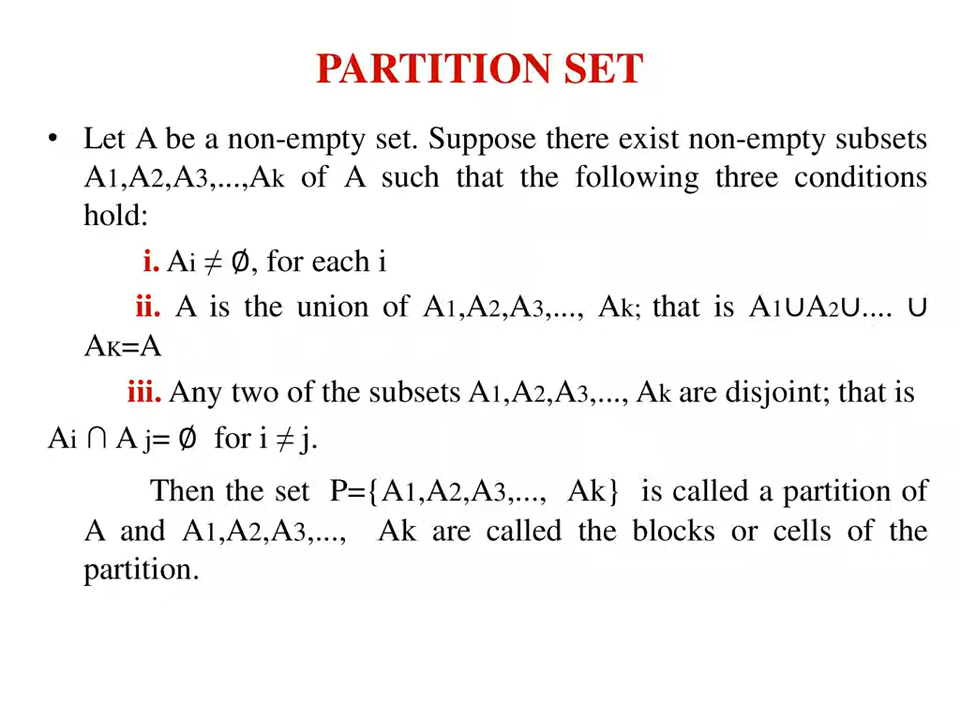 PARTITION SET
• Let A be a non-empty set. Suppose there exist non-empty subsets
A1,A2,A3,...,Ak of A such that the following three conditions
hold:
i. Ai ≠ ∅, for each i
ii. A is the union of A1,A2,A3,..., Ak; that is A1∪A2∪.... ∪
AK=A
iii. Any two of the subsets A1,A2,A3,..., Ak are disjoint; that is
Ai ∩ A j= ∅ for i ≠ j.
Then the set P={A1,A2,A3,..., Ak} is called a partition of
A and A1,A2,A3,..., Ak are called the blocks or cells of the
partition.